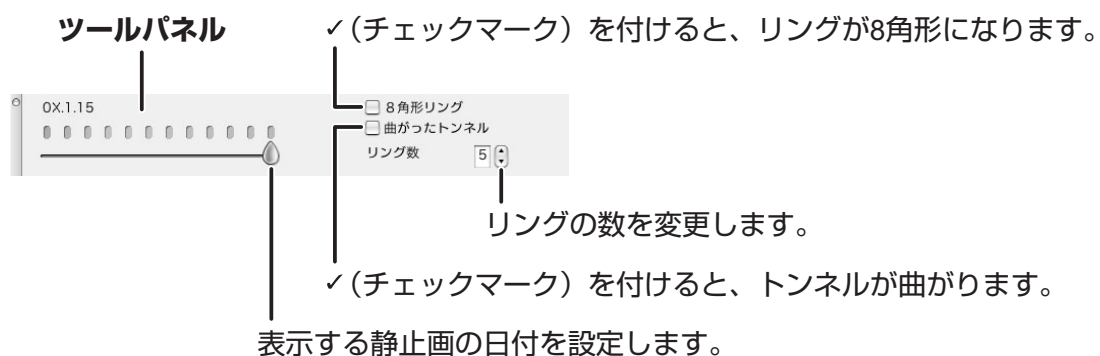 ツールパネル
✓(チェックマーク)を付けると、リングが8角形になります。
0X.1.15
8角形リング
曲がったトンネル
リング数 5
リングの数を変更します。
✓(チェックマーク)を付けると、トンネルが曲がります。
表示する静止画の日付を設定します。